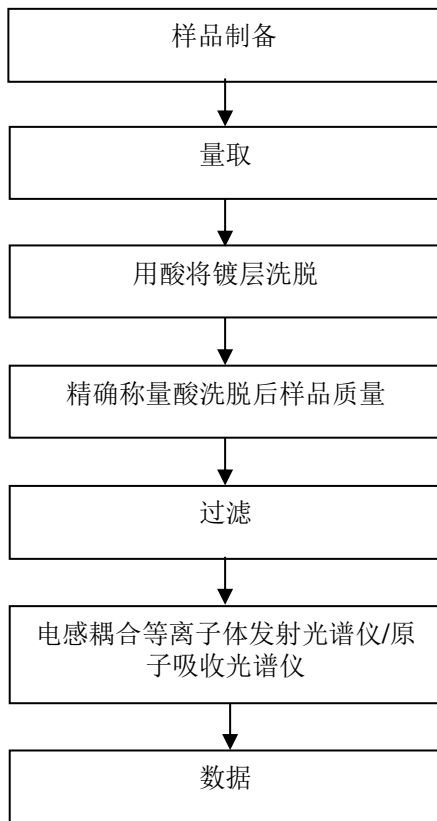 样品制备
量取
用酸将镀层洗脱
精确称量酸洗脱后样品质量
过滤
电感耦合等离子体发射光谱仪/原
子吸收光谱仪
数据